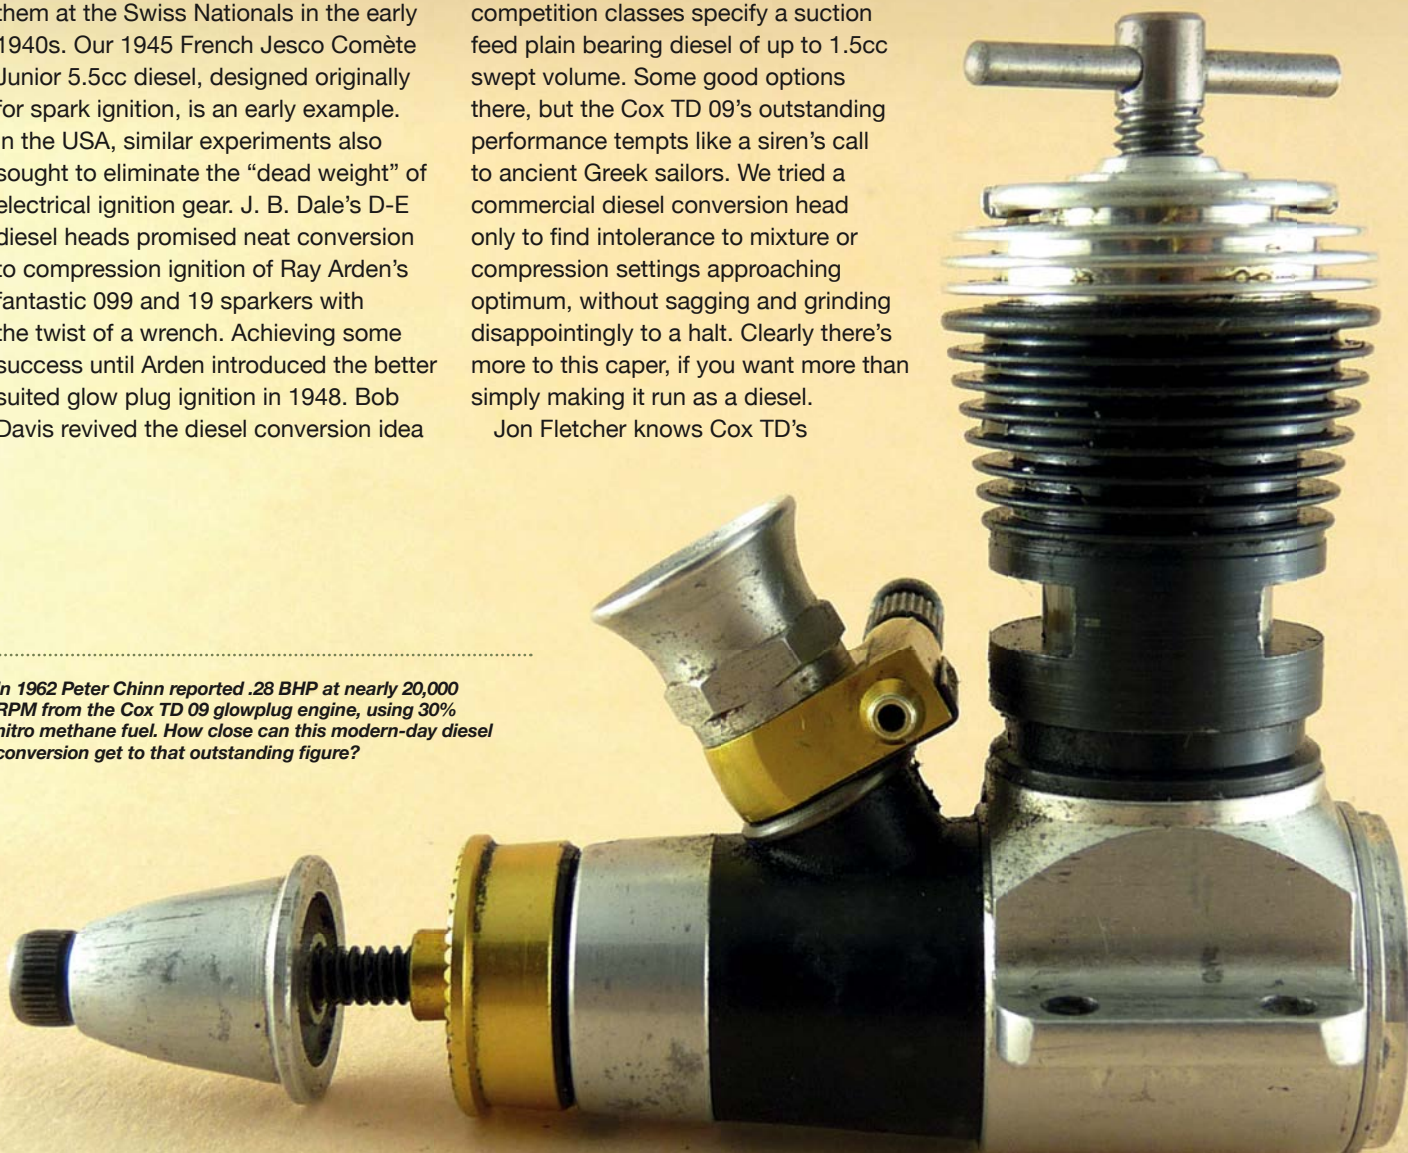 them at the Swiss Nationals in the early
1940s. Our 1945 French Jesco Comète
Junior 5.5cc diesel, designed originally
for spark ignition, is an early example.
In the USA, similar experiments also
sought to eliminate the “dead weight” of
electrical ignition gear. J. B. Dale’s D-E
diesel heads promised neat conversion
to compression ignition of Ray Arden’s
fantastic 099 and 19 sparkers with
the twist of a wrench. Achieving some
success until Arden introduced the better
suited glow plug ignition in 1948. Bob
Davis revived the diesel conversion idea
competition classes specify a suction
feed plain bearing diesel of up to 1.5cc
swept volume. Some good options
there, but the Cox TD 09’s outstanding
performance tempts like a siren’s call
to ancient Greek sailors. We tried a
commercial diesel conversion head
only to find intolerance to mixture or
compression settings approaching
optimum, without sagging and grinding
disappointingly to a halt. Clearly there’s
more to this caper, if you want more than
simply making it run as a diesel.
Jon Fletcher knows Cox TD’s
In 1962 Peter Chinn reported .28 BHP at nearly 20,000
RPM from the Cox TD 09 glowplug engine, using 30%
nitro methane fuel. How close can this modern-day diesel
conversion get to that outstanding figure?